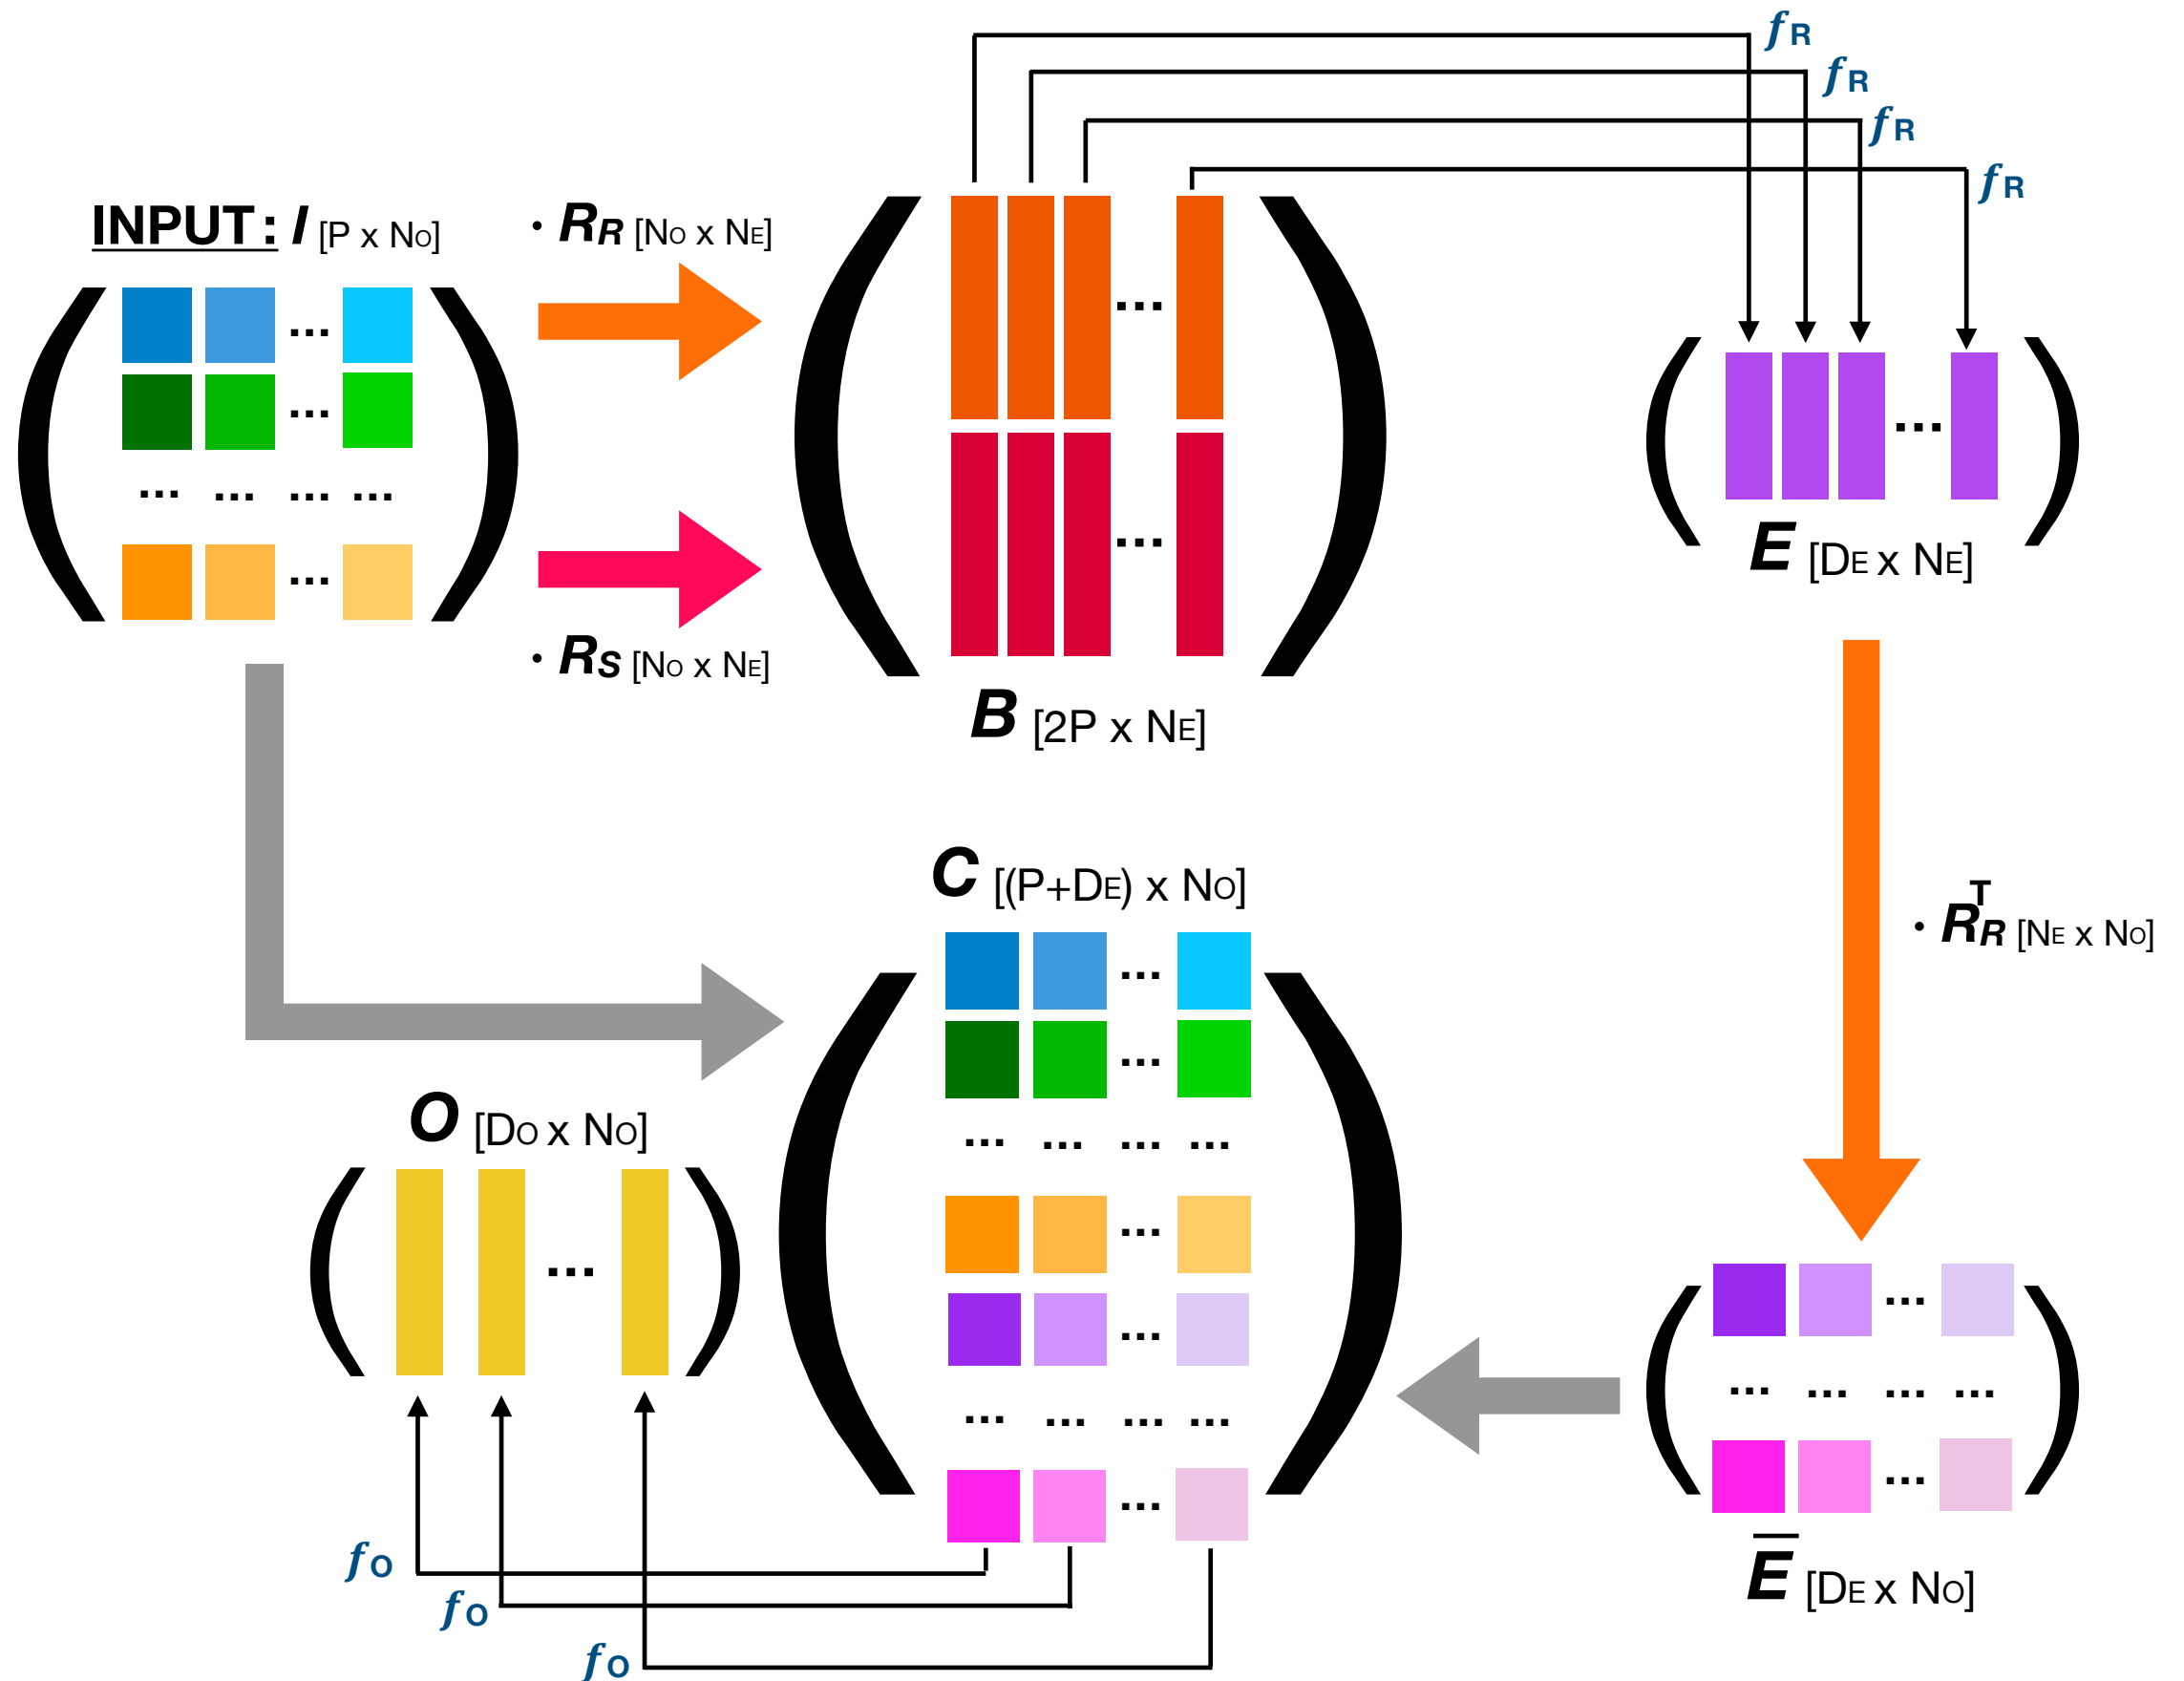 fR
fR
fR
fR
INPUT: I [P x NO]
• RR [NO x NE]
...
...
...
...
... ... ... ...
...
...
...
E [DE x NE]
• RS [NO x NE]
B [2P x NE]
C [(P+DE) x NO]
• RRT [NE x NO]
...
...
O [DO x NO]
... ... ... ...
...
...
...
...
...
... ... ... ...
... ... ... ...
...
...
E [DE x NO]
fO
fO
fO